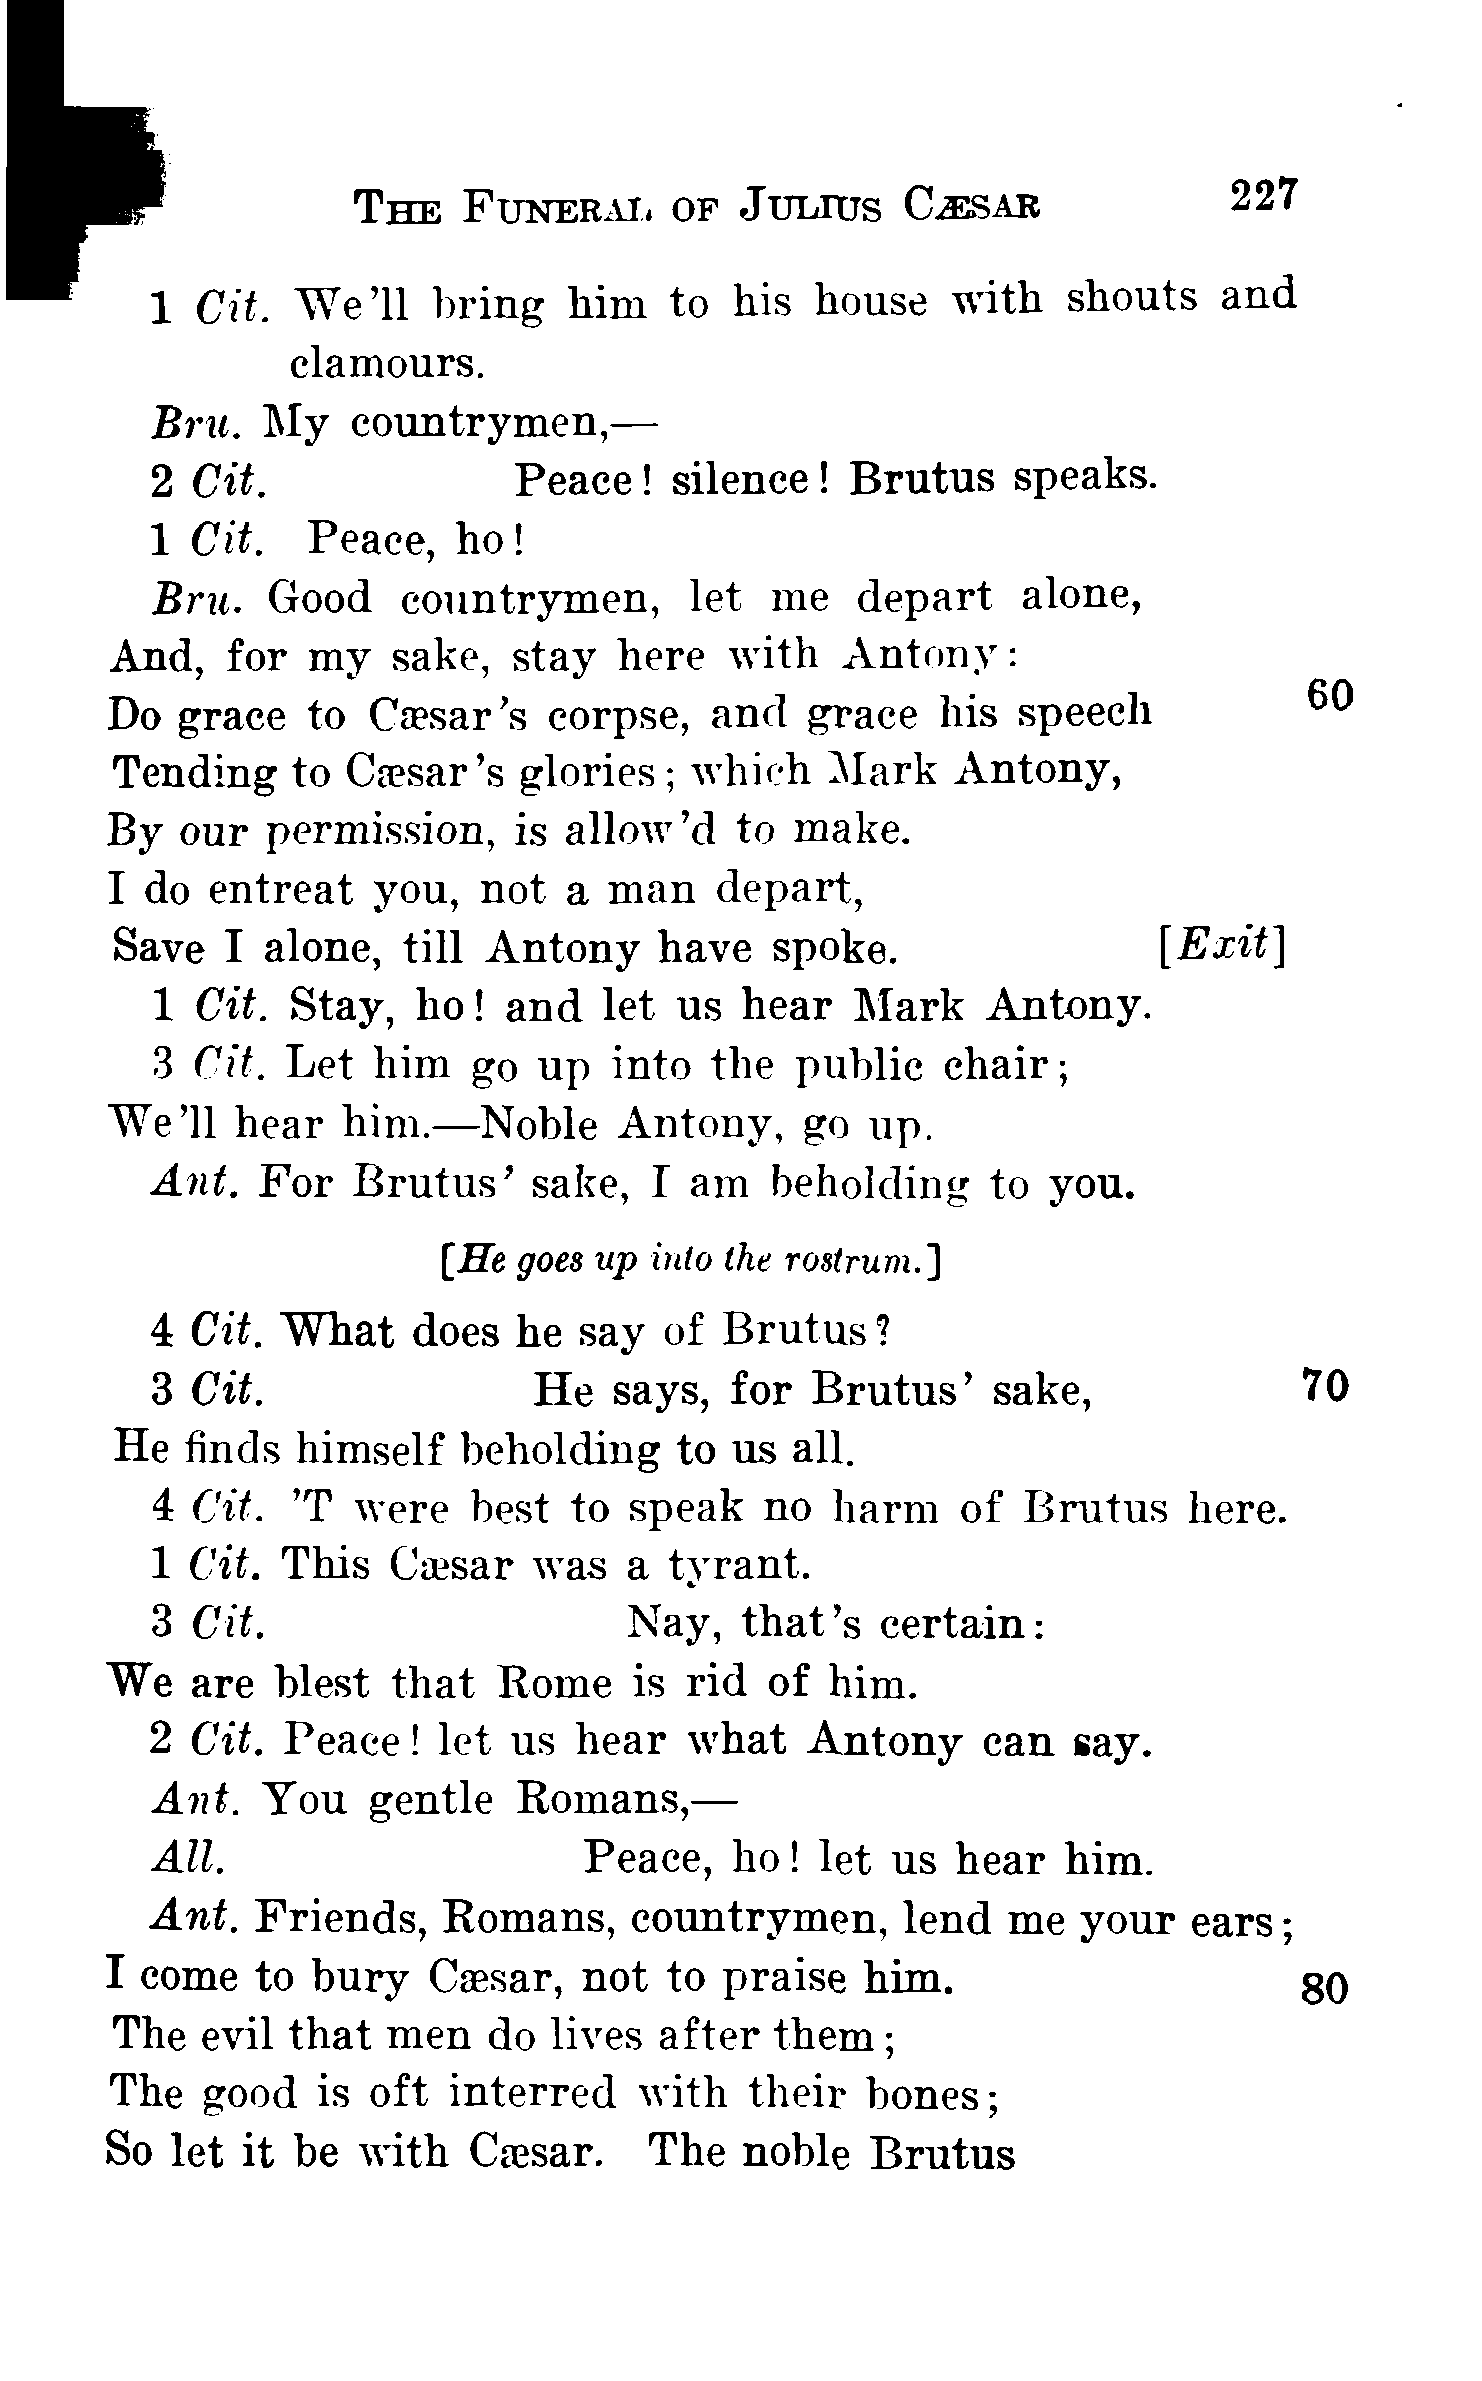 The Funeral of Julius Cæsar 227
1 Cit. We'll bring him to his house with shouts and
clamours.
Bru. My countrymen,—
2 Cit. Peace! silence! Brutus speaks.
1 Cit. Peace, ho!
Bru. Good countrymen, let me depart alone,
And, for my sake, stay here with Antony:
Do grace to Cæsar's corpse, and grace his speech 60
Tending to Cæsar's glories; which Mark Antony,
By our permission, is allow'd to make.
I do entreat you, not a man depart,
Save I alone, till Antony have spoke. [Exit]
1 Cit. Stay, ho! and let us hear Mark Antony.
3 Cit. Let him go up into the public chair;
We'll hear him.—Noble Antony, go up.
Ant. For Brutus' sake, I am beholding to you.
[He goes up into the rostrum.]
4 Cit. What does he say of Brutus?
3 Cit. He says, for Brutus' sake, 70
He finds himself beholding to us all.
4 Cit. 'T were best to speak no harm of Brutus here.
1 Cit. This Cæsar was a tyrant.
3 Cit. Nay, that's certain:
We are blest that Rome is rid of him.
2 Cit. Peace! let us hear what Antony can say.
Ant. You gentle Romans,—
All. Peace, ho! let us hear him.
Ant. Friends, Romans, countrymen, lend me your ears;
I come to bury Cæsar, not to praise him. 80
The evil that men do lives after them;
The good is oft interred with their bones;
So let it be with Cæsar. The noble Brutus